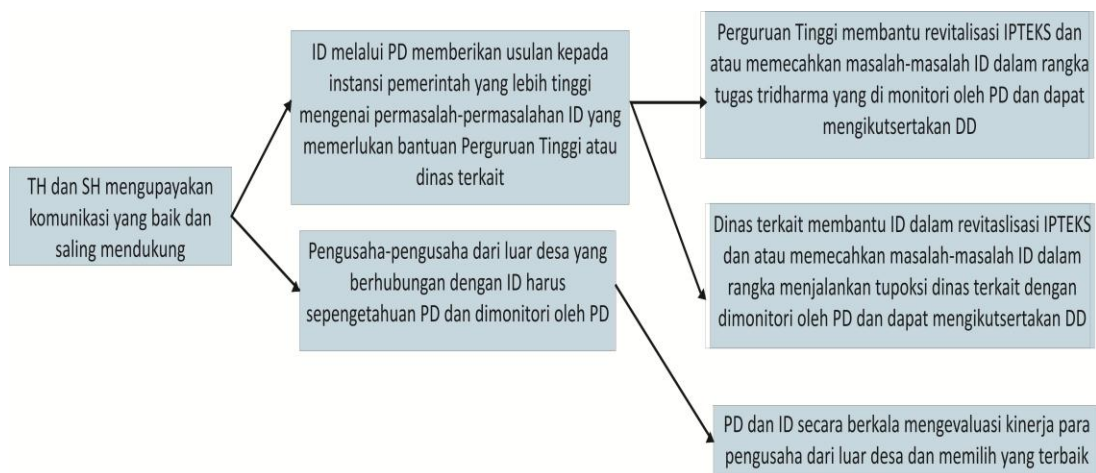 TH dan SH mengupayakan
komunikasi yang baik dan
saling mendukung
ID melalui PD memberikan usulan kepada
instansi pemerintah yang lebih tinggi
mengenai permasalah-permasalahan ID yang
memerlukan bantuan Perguruan Tinggi atau
dinas terkait
Pengusaha-pengusaha dari luar desa yang
berhubungan dengan ID harus
sepengetahuan PD dan dimonitori oleh PD
Perguruan Tinggi membantu revitalisasi IPTEKS dan
atau memecahkan masalah-masalah ID dalam rangka
tugas tridharma yang di monitori oleh PD dan dapat
mengikutsertakan DD
Dinas terkait membantu ID dalam revitaslisasi IPTEKS
dan atau memecahkan masalah-masalah ID dalam
rangka menjalankan tupoksi dinas terkait dengan
dimonitori oleh PD dan dapat mengikutsertakan DD
PD dan ID secara berkala mengevaluasi kinerja para
pengusaha dari luar desa dan memilih yang terbaik